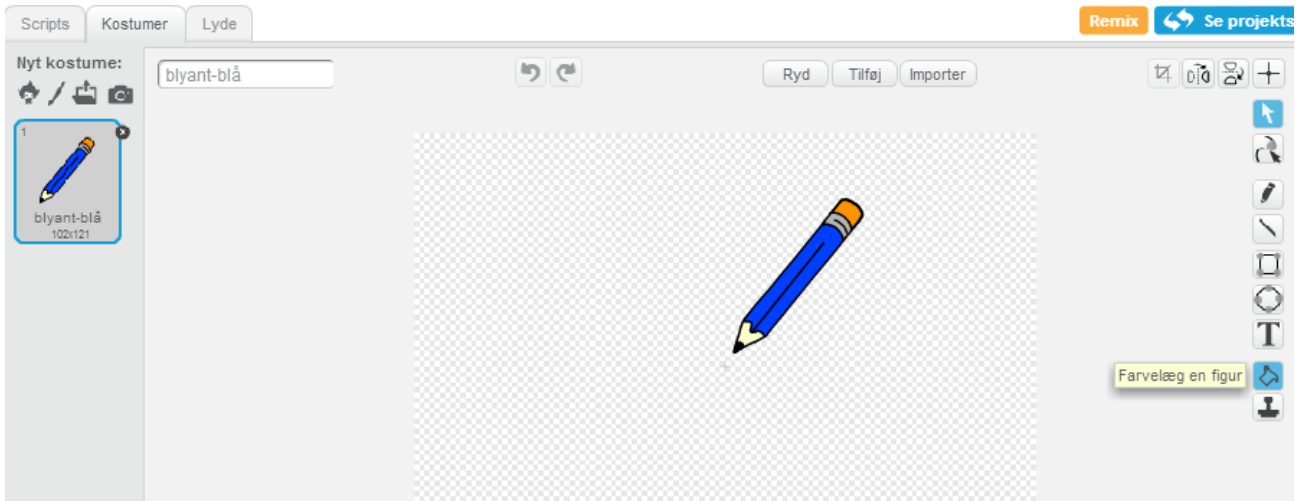 Scripts Kostumer Lyde Remix Se projekts
Nyt kostume:
blyant-blå Ryd Tilføj Importer
1
blyant-blå
102x121
T
Farvelæg en figur